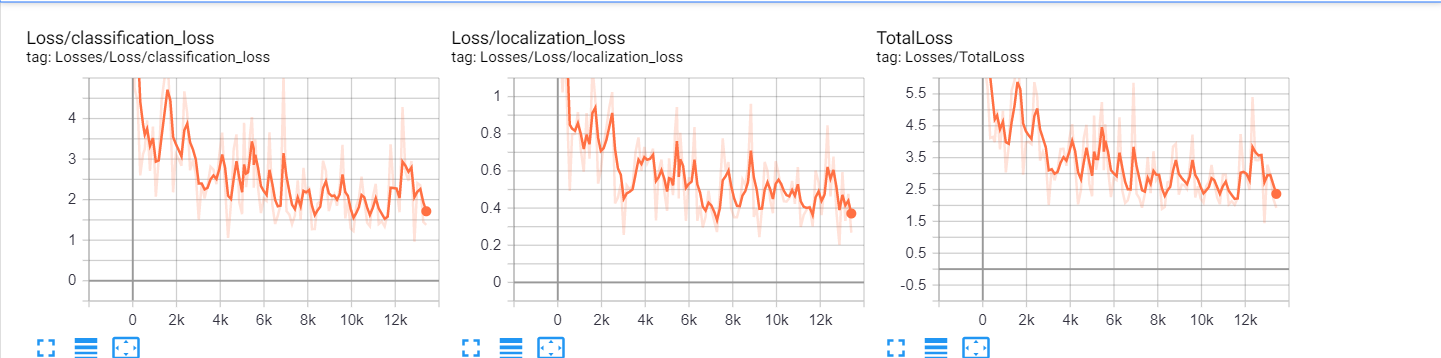 Loss/classification_loss
tag: Losses/Loss/classification_loss
4
3
2
1
0
0 2k 4k 6k 8k 10k 12k
Loss/localization_loss
tag: Losses/Loss/localization_loss
1
0.8
0.6
0.4
0.2
0
0 2k 4k 6k 8k 10k 12k
TotalLoss
tag: Losses/TotalLoss
5.5
4.5
3.5
2.5
1.5
0.5
-0.5
0 2k 4k 6k 8k 10k 12k